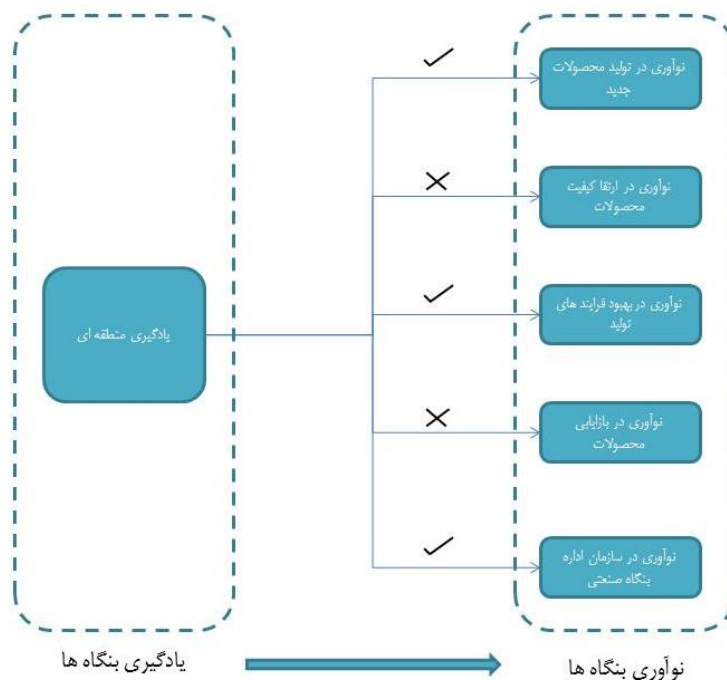 نوآوری در تولید محصولات
جدید
نوآوری در ارتقا کیفیت
محصولات
یادگیری منطقه ای
نوآوری در بهبود فرایند های
تولید
نوآوری در بازاریابی
محصولات
نوآوری در سازمان اداره
بنگاه صنعتی
یادگیری بنگاه ها
نوآوری بنگاه ها